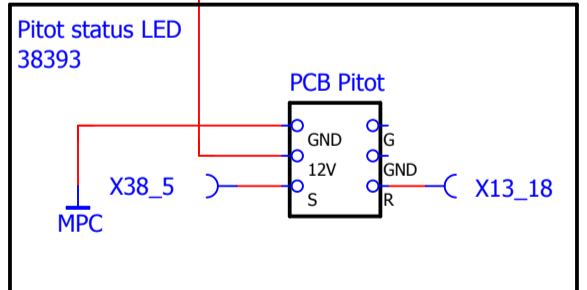 Pitot status LED
38393
PCB Pitot
GND
G
12V
GND
X38_5
S
R
X13_18
MPC